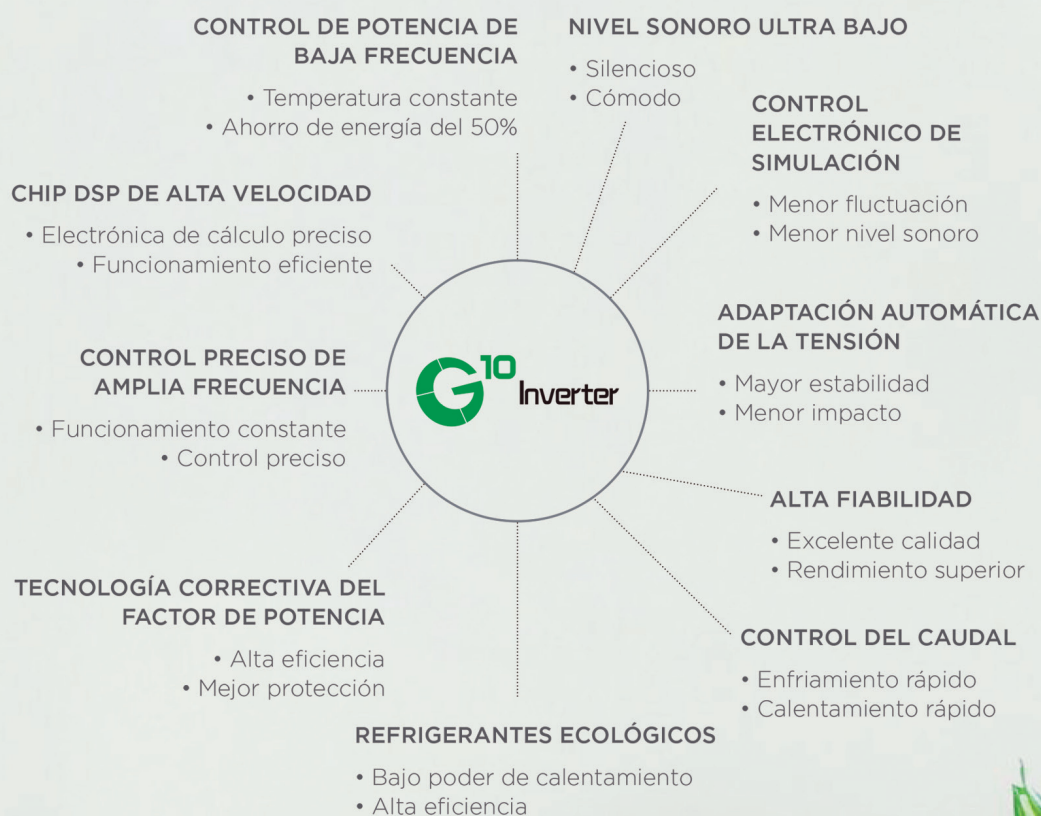 CONTROL DE POTENCIA DE
BAJA FRECUENCIA
• Temperatura constante
• Ahorro de energía del 50%
NIVEL SONORO ULTRA BAJO
• Silencioso
• Cómodo
CONTROL
ELECTRÓNICO DE
SIMULACIÓN
• Menor fluctuación
• Menor nivel sonoro
CHIP DSP DE ALTA VELOCIDAD
• Electrónica de cálculo preciso
• Funcionamiento eficiente
ADAPTACIÓN AUTOMÁTICA
DE LA TENSIÓN
• Mayor estabilidad
• Menor impacto
CONTROL PRECISO DE
AMPLIA FRECUENCIA
• Funcionamiento constante
• Control preciso
G10 Inverter
ALTA FIABILIDAD
• Excelente calidad
• Rendimiento superior
TECNOLOGÍA CORRECTIVA DEL
FACTOR DE POTENCIA
• Alta eficiencia
• Mejor protección
CONTROL DEL CAUDAL
• Enfriamiento rápido
• Calentamiento rápido
REFRIGERANTES ECOLÓGICOS
• Bajo poder de calentamiento
• Alta eficiencia